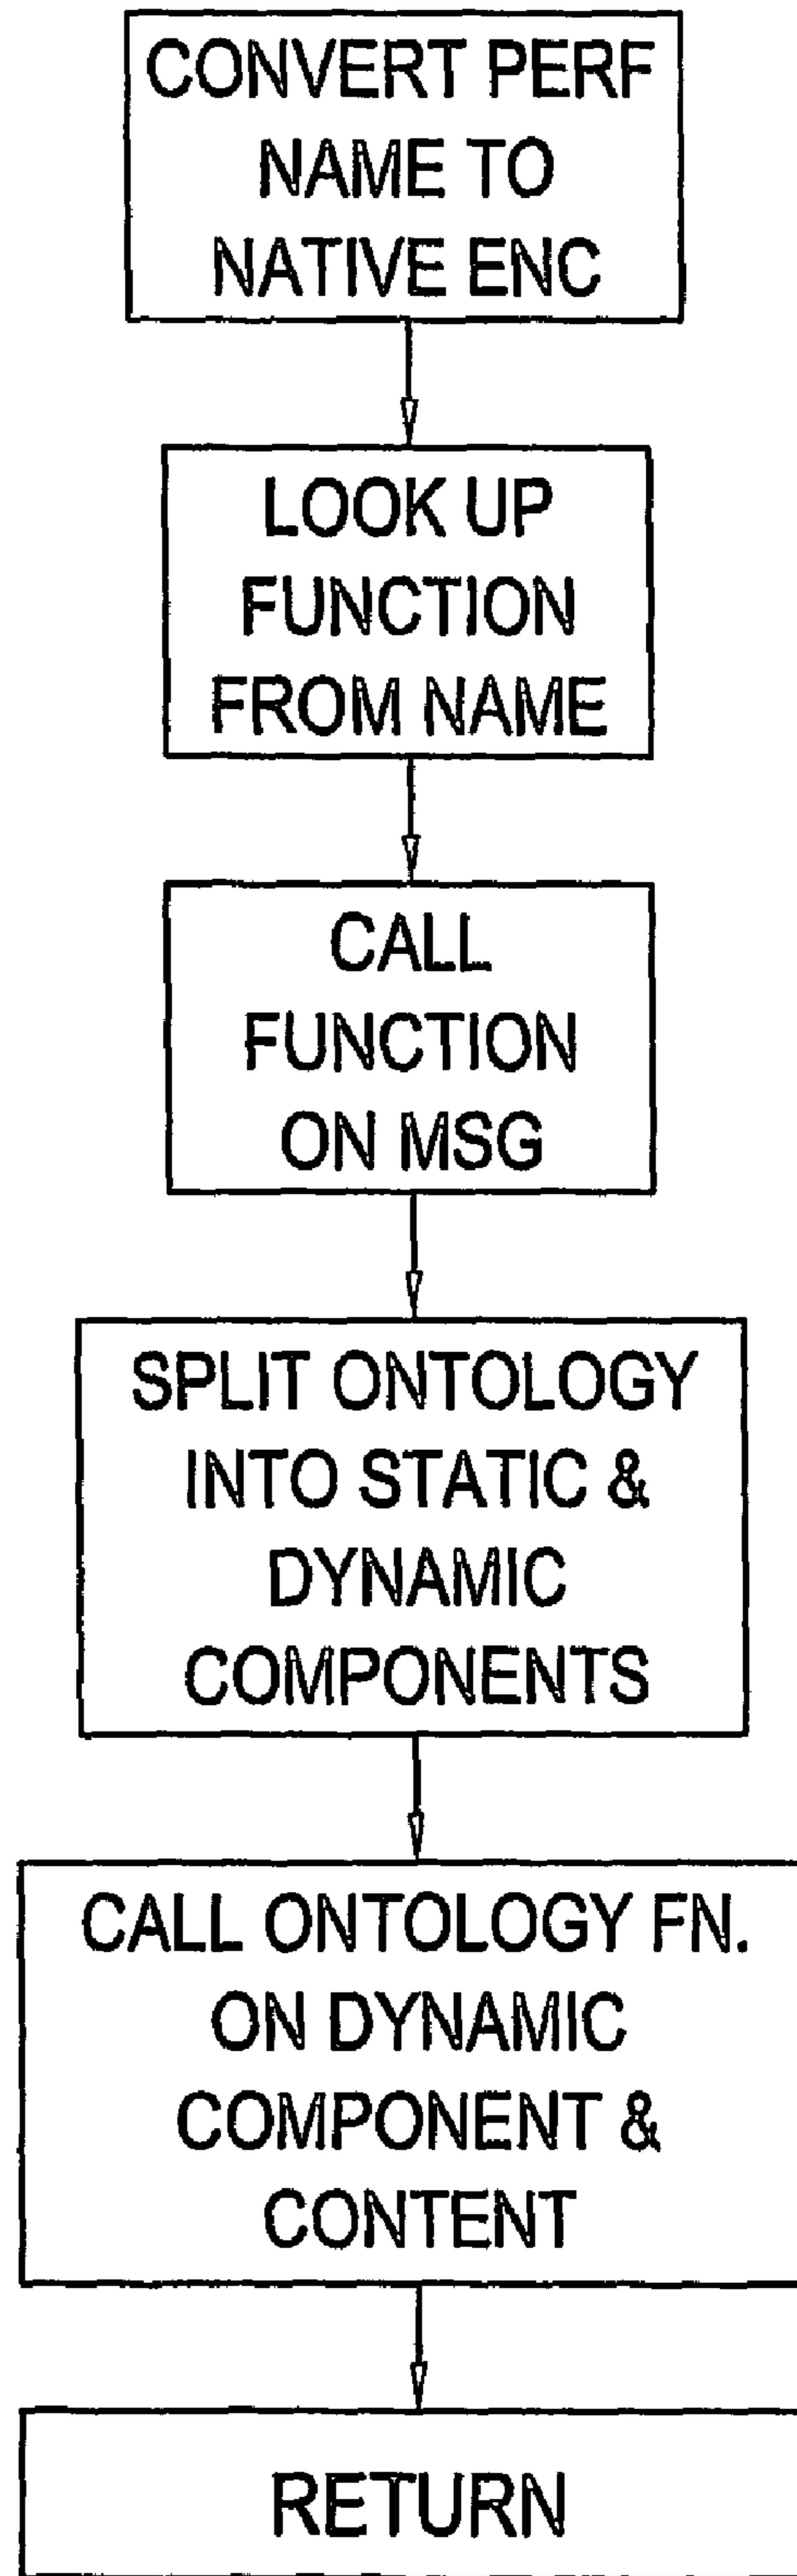 CONVERT PERF
NAME TO
NATIVE ENC
LOOK UP
FUNCTION
FROM NAME
CALL
FUNCTION
ON MSG
SPLIT ONTOLOGY
INTO STATIC &
DYNAMIC
COMPONENTS
CALL ONTOLOGY FN.
ON DYNAMIC
COMPONENT &
CONTENT
RETURN